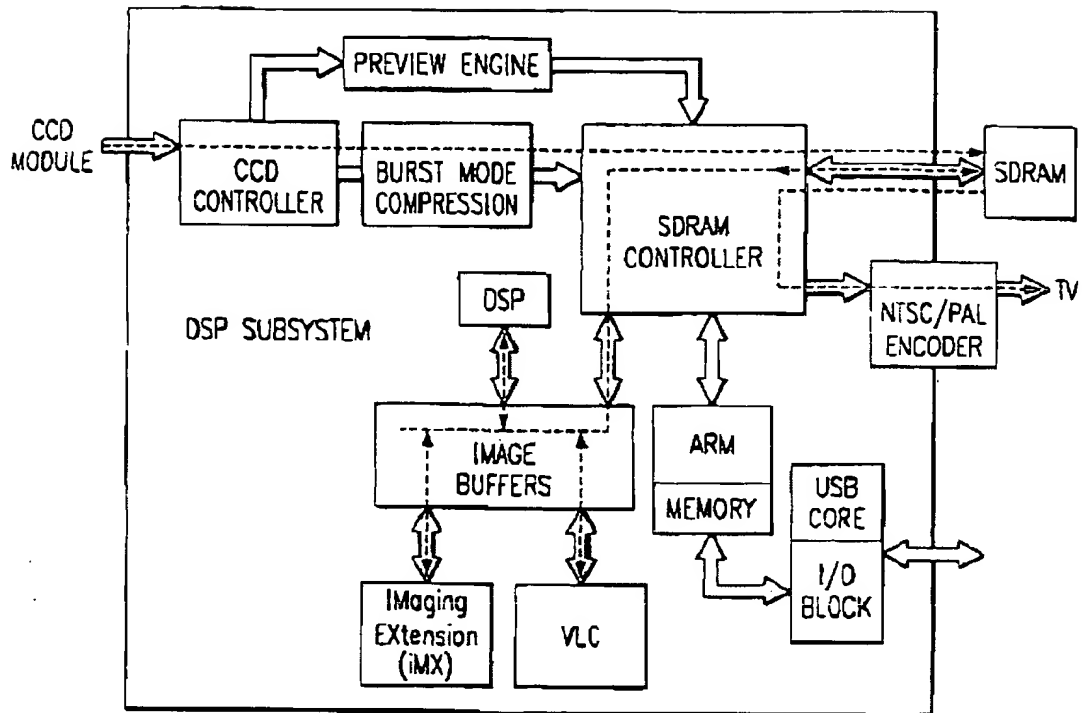 PREVIEW ENGINE
CCD
MODULE
CCD
CONTROLLER
BURST MODE
COMPRESSION
SDRAM
SDRAM
CONTROLLER
DSP
DSP SUBSYSTEM
NTSC/PAL
ENCODER
TV
IMAGE
BUFFERS
ARM
MEMORY
USB
CORE
I/O
BLOCK
IMaging
EXtension
(iMX)
VLC